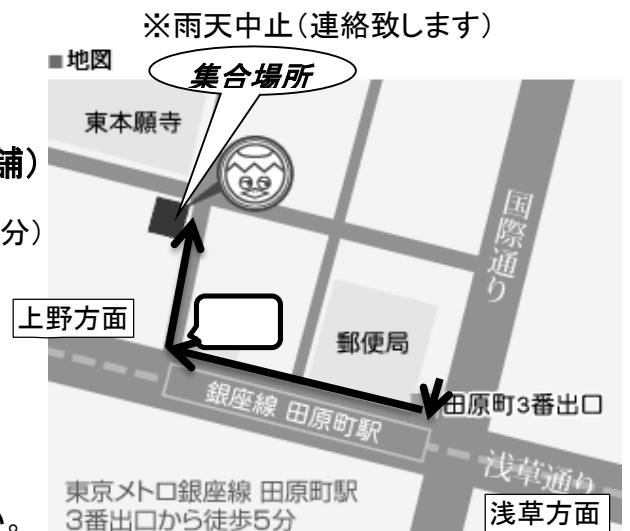 ※雨天中止(連絡致します)
■地図
集合場所
東本願寺
舗)
分)
国際通り
上野方面
郵便局
田原町3番出口
銀座線 田原町駅
浅草通り
東京メトロ銀座線 田原町駅
3番出口から徒歩5分
浅草方面
。